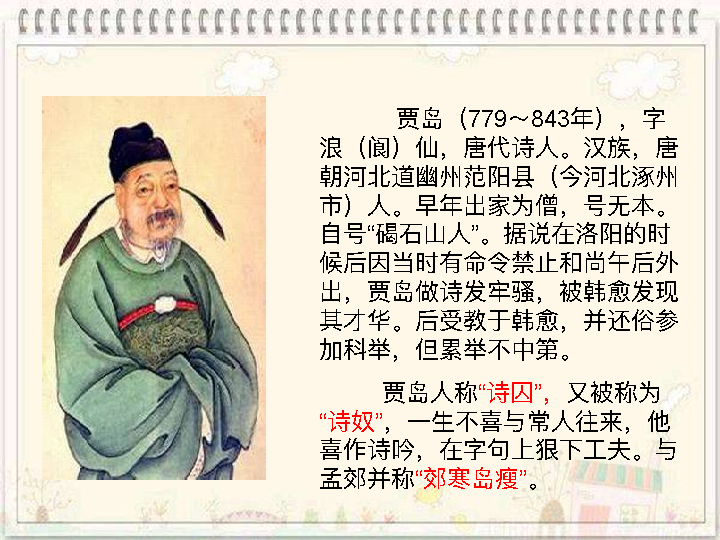 贾岛（779～843年），字
浪（阆）仙，唐代诗人。汉族，唐
朝河北道幽州范阳县（今河北涿州
市）人。早年出家为僧，号无本。
自号“碣石山人”。据说在洛阳的时
候后因当时有命令禁止和尚午后外
出，贾岛做诗发牢骚，被韩愈发现
其才华。后受教于韩愈，并还俗参
加科举，但累举不中第。
贾岛人称“诗囚”，又被称为
“诗奴”，一生不喜与常人往来，他
喜作诗吟，在字句上狠下工夫。与
孟郊并称“郊寒岛瘦”。